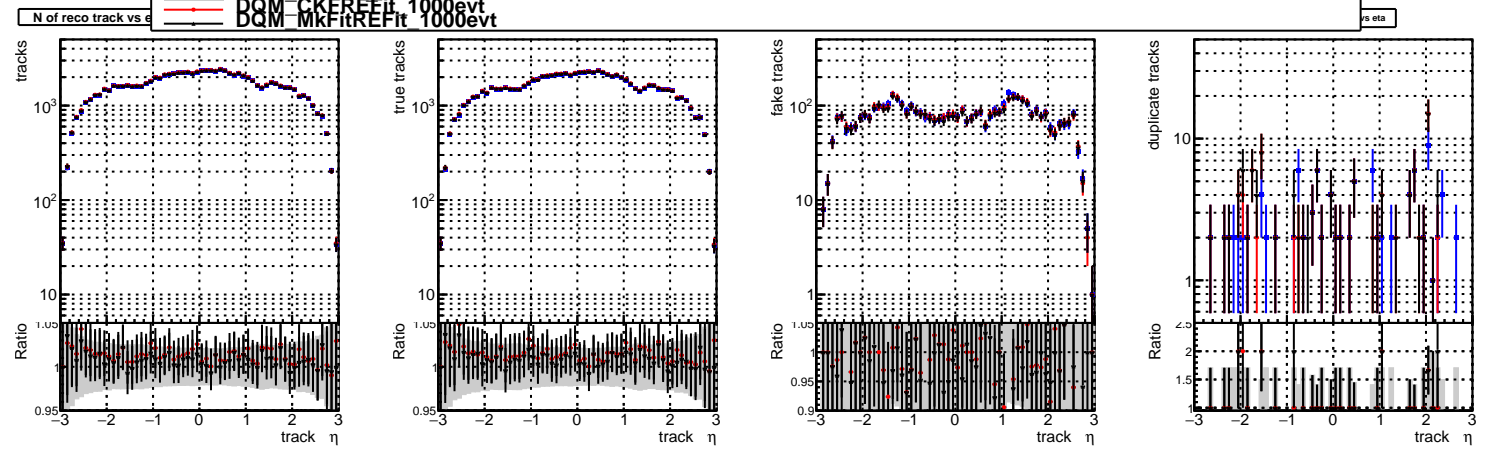 DQM_CKFREFit_1000evt
DQM_MkFitREFit_1000evt
N of reco track vs e
vs eta
tracks
10³
10²
10
1.05
1
0.95
Ratio
−3 −2 −1 0 1 2 3
track η
true tracks
10³
10²
10
1.05
1
0.95
Ratio
−3 −2 −1 0 1 2 3
track η
fake tracks
10²
10
1
1.05
1
0.95
0.9
Ratio
−3 −2 −1 0 1 2 3
track η
duplicate tracks
10
1
2.5
2
1.5
1
Ratio
−3 −2 −1 0 1 2 3
track η